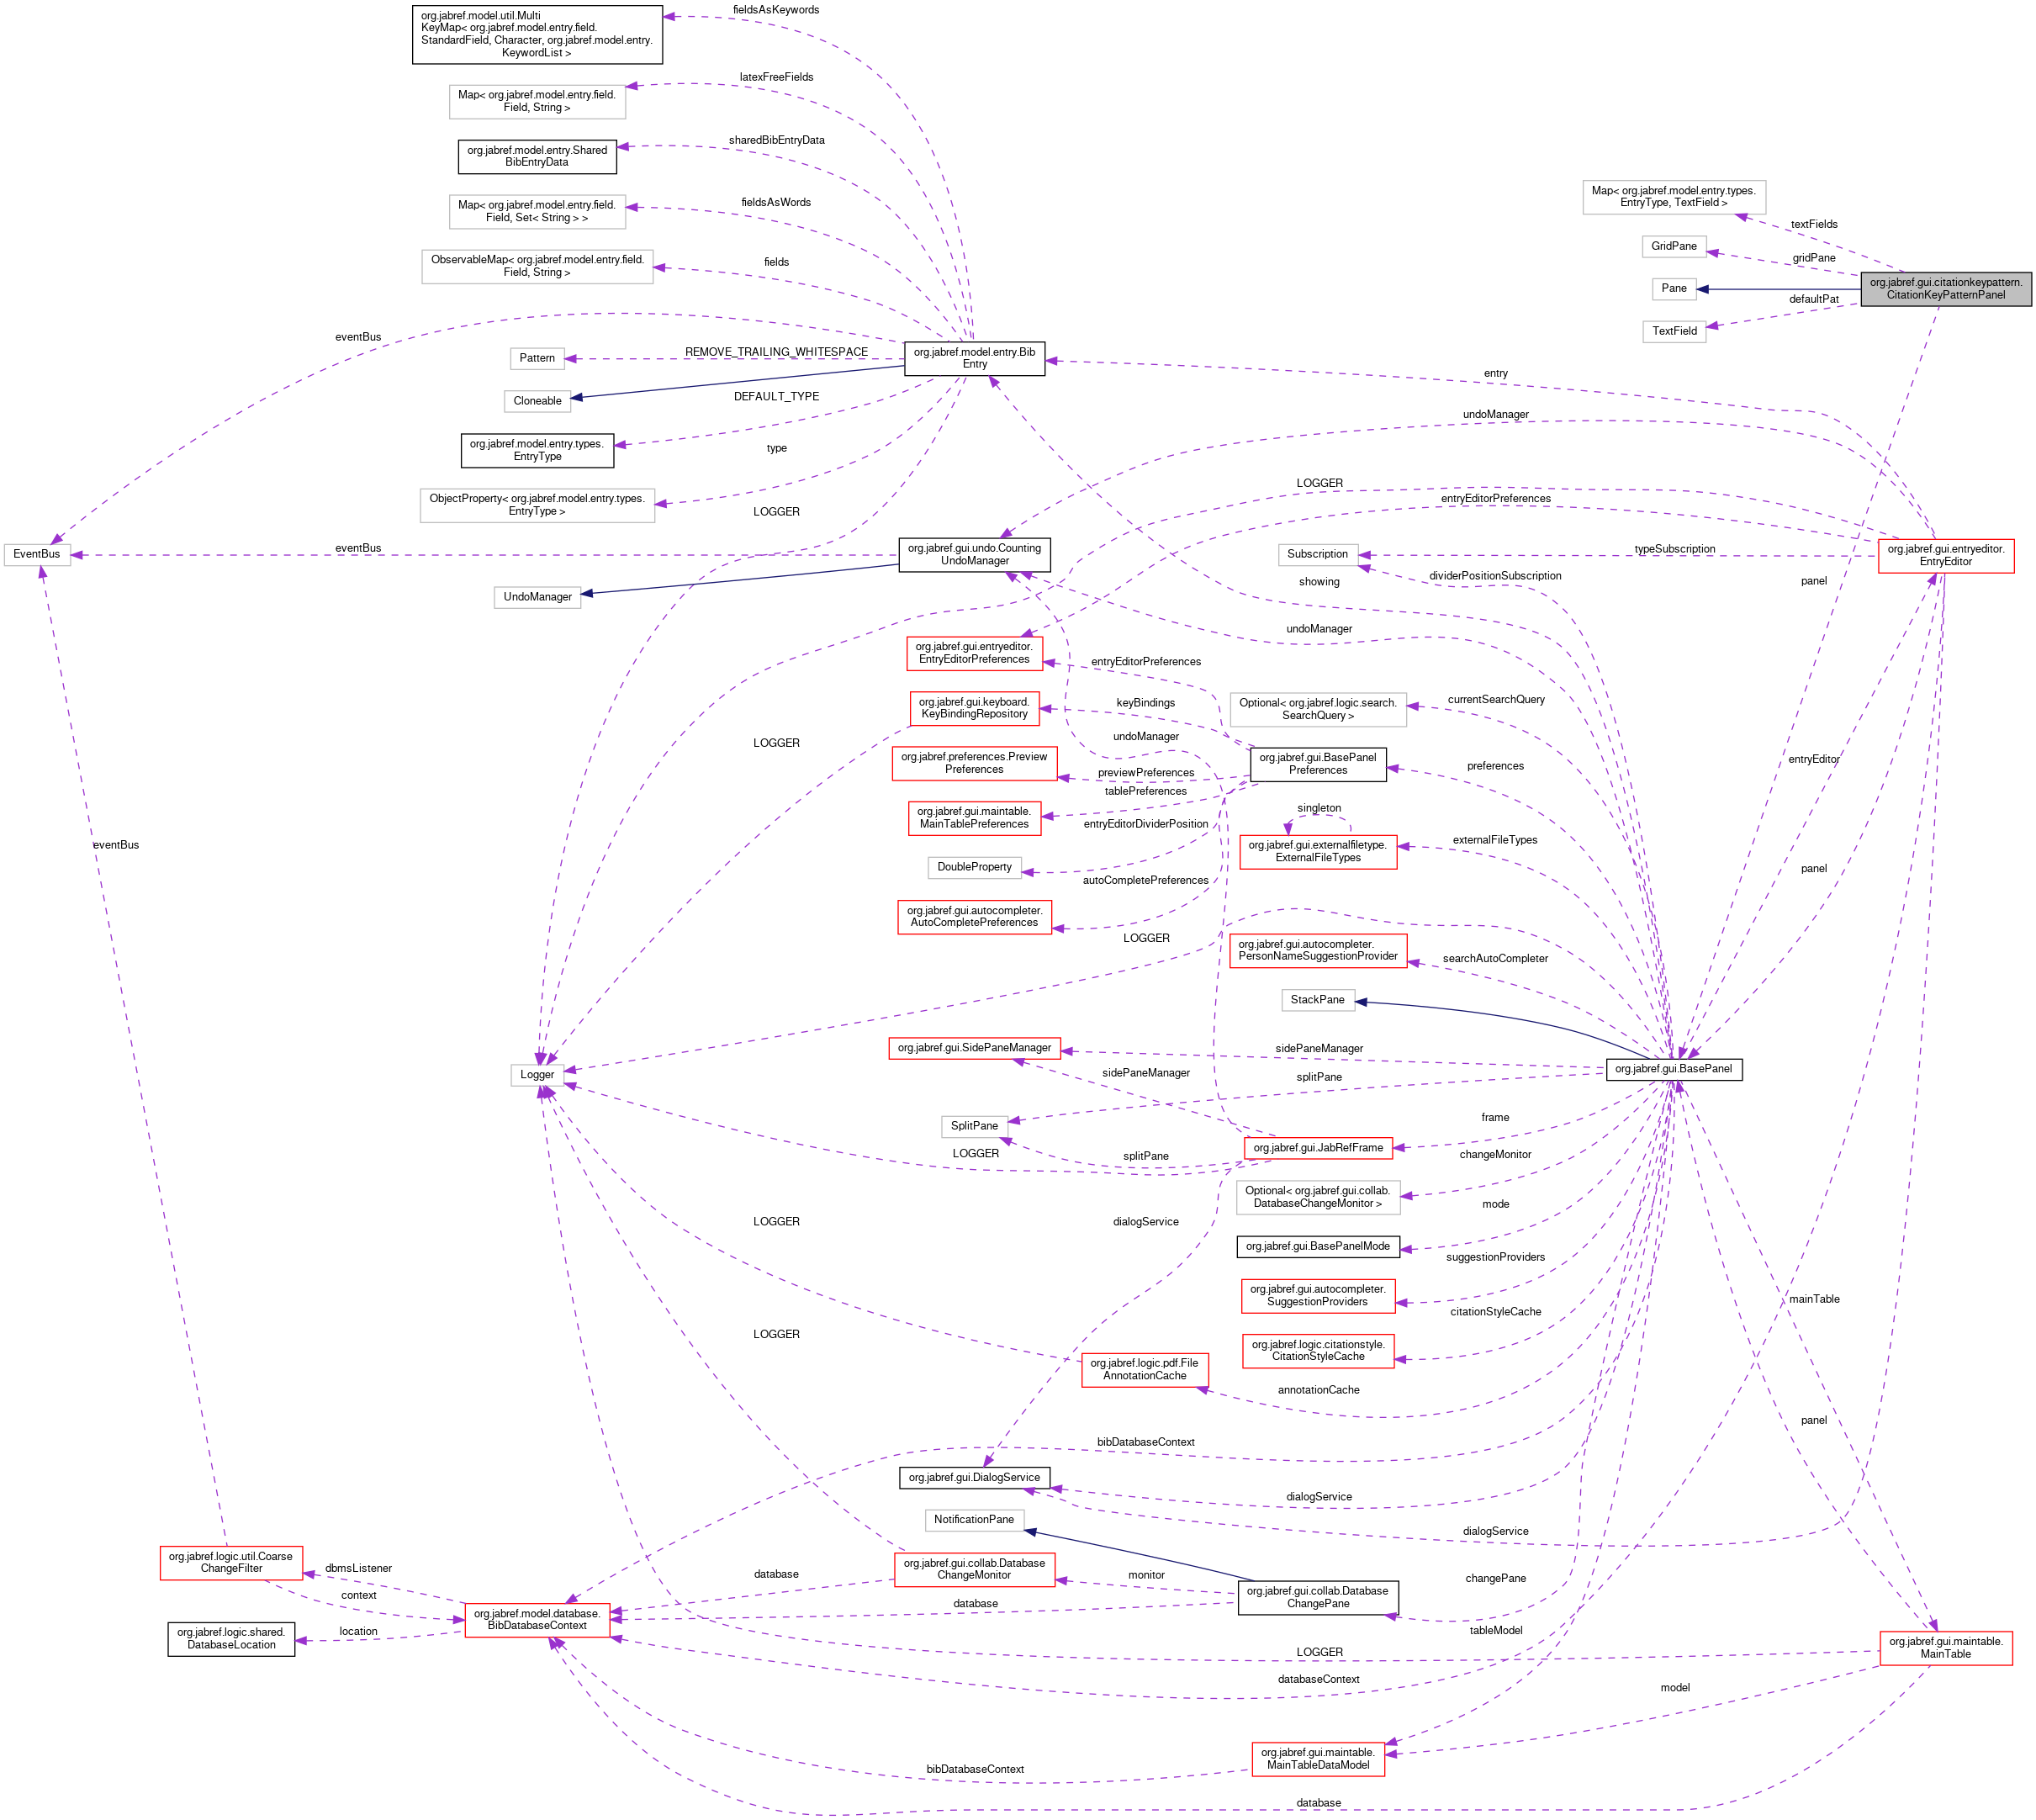 org.jabref.model.util.Multi
KeyMap< org.jabref.model.entry.field.
StandardField, Character, org.jabref.model.entry.
KeywordList >
fieldsAsKeywords
Map< org.jabref.model.entry.field.
Field, String >
latexFreeFields
org.jabref.model.entry.Shared
BibEntryData
sharedBibEntryData
Map< org.jabref.model.entry.field.
Field, Set< String > >
fieldsAsWords
ObservableMap< org.jabref.model.entry.field.
Field, String >
fields
Map< org.jabref.model.entry.types.
EntryType, TextField >
textFields
GridPane
gridPane
Pane
org.jabref.gui.citationkeypattern.
CitationKeyPatternPanel
TextField
defaultPat
eventBus
Pattern
REMOVE_TRAILING_WHITESPACE
org.jabref.model.entry.Bib
Entry
Cloneable
DEFAULT_TYPE
entry
undoManager
org.jabref.model.entry.types.
EntryType
type
ObjectProperty< org.jabref.model.entry.types.
EntryType >
LOGGER
LOGGER
entryEditorPreferences
EventBus
eventBus
org.jabref.gui.undo.Counting
UndoManager
UndoManager
Subscription
typeSubscription
dividerPositionSubscription
showing
panel
org.jabref.gui.entryeditor.
EntryEditor
undoManager
org.jabref.gui.entryeditor.
EntryEditorPreferences
entryEditorPreferences
org.jabref.gui.keyboard.
KeyBindingRepository
keyBindings
Optional< org.jabref.logic.search.
SearchQuery >
currentSearchQuery
LOGGER
undoManager
org.jabref.preferences.Preview
Preferences
previewPreferences
org.jabref.gui.BasePanel
Preferences
preferences
entryEditor
tablePreferences
org.jabref.gui.maintable.
MainTablePreferences
entryEditorDividerPosition
singleton
org.jabref.gui.externalfiletype.
ExternalFileTypes
externalFileTypes
eventBus
DoubleProperty
panel
autoCompletePreferences
org.jabref.gui.autocompleter.
AutoCompletePreferences
LOGGER
org.jabref.gui.autocompleter.
PersonNameSuggestionProvider
searchAutoCompleter
StackPane
org.jabref.gui.SidePaneManager
sidePaneManager
sidePaneManager
Logger
splitPane
org.jabref.gui.BasePanel
SplitPane
frame
LOGGER
splitPane
org.jabref.gui.JabRefFrame
changeMonitor
Optional< org.jabref.gui.collab.
DatabaseChangeMonitor >
mode
LOGGER
dialogService
org.jabref.gui.BasePanelMode
suggestionProviders
org.jabref.gui.autocompleter.
SuggestionProviders
citationStyleCache
mainTable
LOGGER
org.jabref.logic.citationstyle.
CitationStyleCache
org.jabref.logic.pdf.File
AnnotationCache
annotationCache
panel
bibDatabaseContext
org.jabref.gui.DialogService
dialogService
NotificationPane
dialogService
org.jabref.logic.util.Coarse
ChangeFilter
dbmsListener
context
org.jabref.gui.collab.Database
ChangeMonitor
database
monitor
org.jabref.gui.collab.Database
ChangePane
changePane
database
org.jabref.model.database.
BibDatabaseContext
org.jabref.logic.shared.
DatabaseLocation
location
tableModel
LOGGER
org.jabref.gui.maintable.
MainTable
databaseContext
model
org.jabref.gui.maintable.
MainTableDataModel
bibDatabaseContext
database